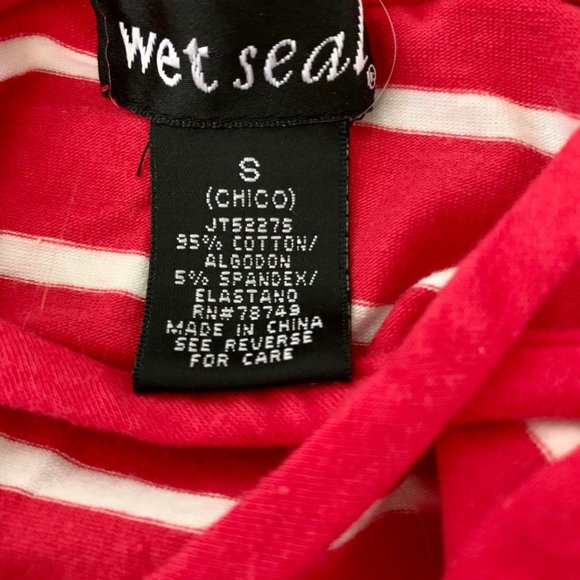 wet seal®
S
(CHICO)
JT52275
95% COTTON/
ALGODON
5% SPANDEX/
ELASTANO
RN#78749
MADE IN CHINA
SEE REVERSE
FOR CARE